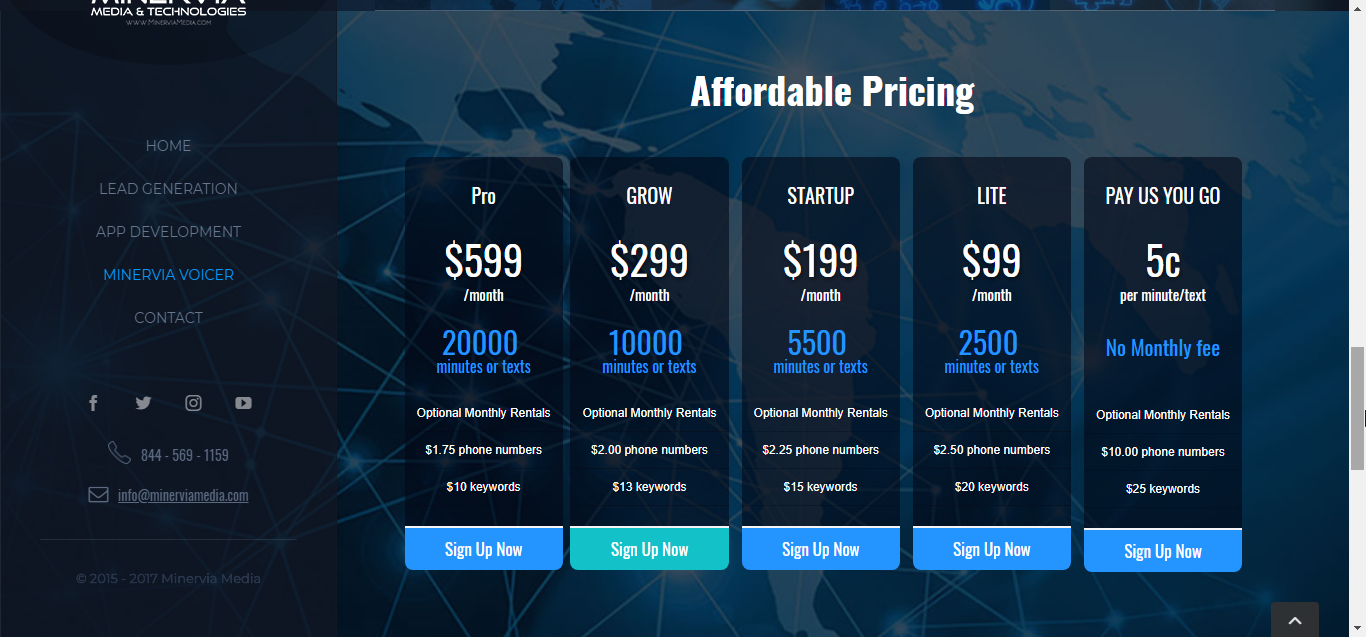 MINERVIA
MEDIA & TECHNOLOGIES
www.MinerviaMedia.com
HOME
LEAD GENERATION
APP DEVELOPMENT
MINERVIA VOICER
CONTACT
844 - 569 - 1159
info@minerviamedia.com
© 2015 - 2017 Minervia Media
Affordable Pricing
Pro
$599
/month
20000
minutes or texts
Optional Monthly Rentals
$1.75 phone numbers
$10 keywords
Sign Up Now
GROW
$299
/month
10000
minutes or texts
Optional Monthly Rentals
$2.00 phone numbers
$13 keywords
Sign Up Now
STARTUP
$199
/month
5500
minutes or texts
Optional Monthly Rentals
$2.25 phone numbers
$15 keywords
Sign Up Now
LITE
$99
/month
2500
minutes or texts
Optional Monthly Rentals
$2.50 phone numbers
$20 keywords
Sign Up Now
PAY US YOU GO
5c
per minute/text
No Monthly fee
Optional Monthly Rentals
$10.00 phone numbers
$25 keywords
Sign Up Now